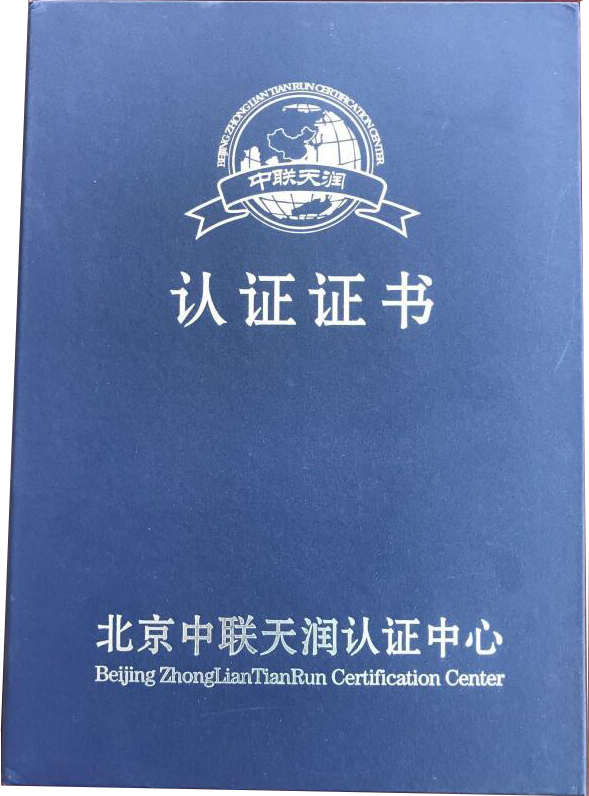 BEIJING ZHONG LIAN TIAN RUN CERTIFICATION CENTER
中联天润
认证证书
北京中联天润认证中心
Beijing ZhongLianTianRun Certification Center